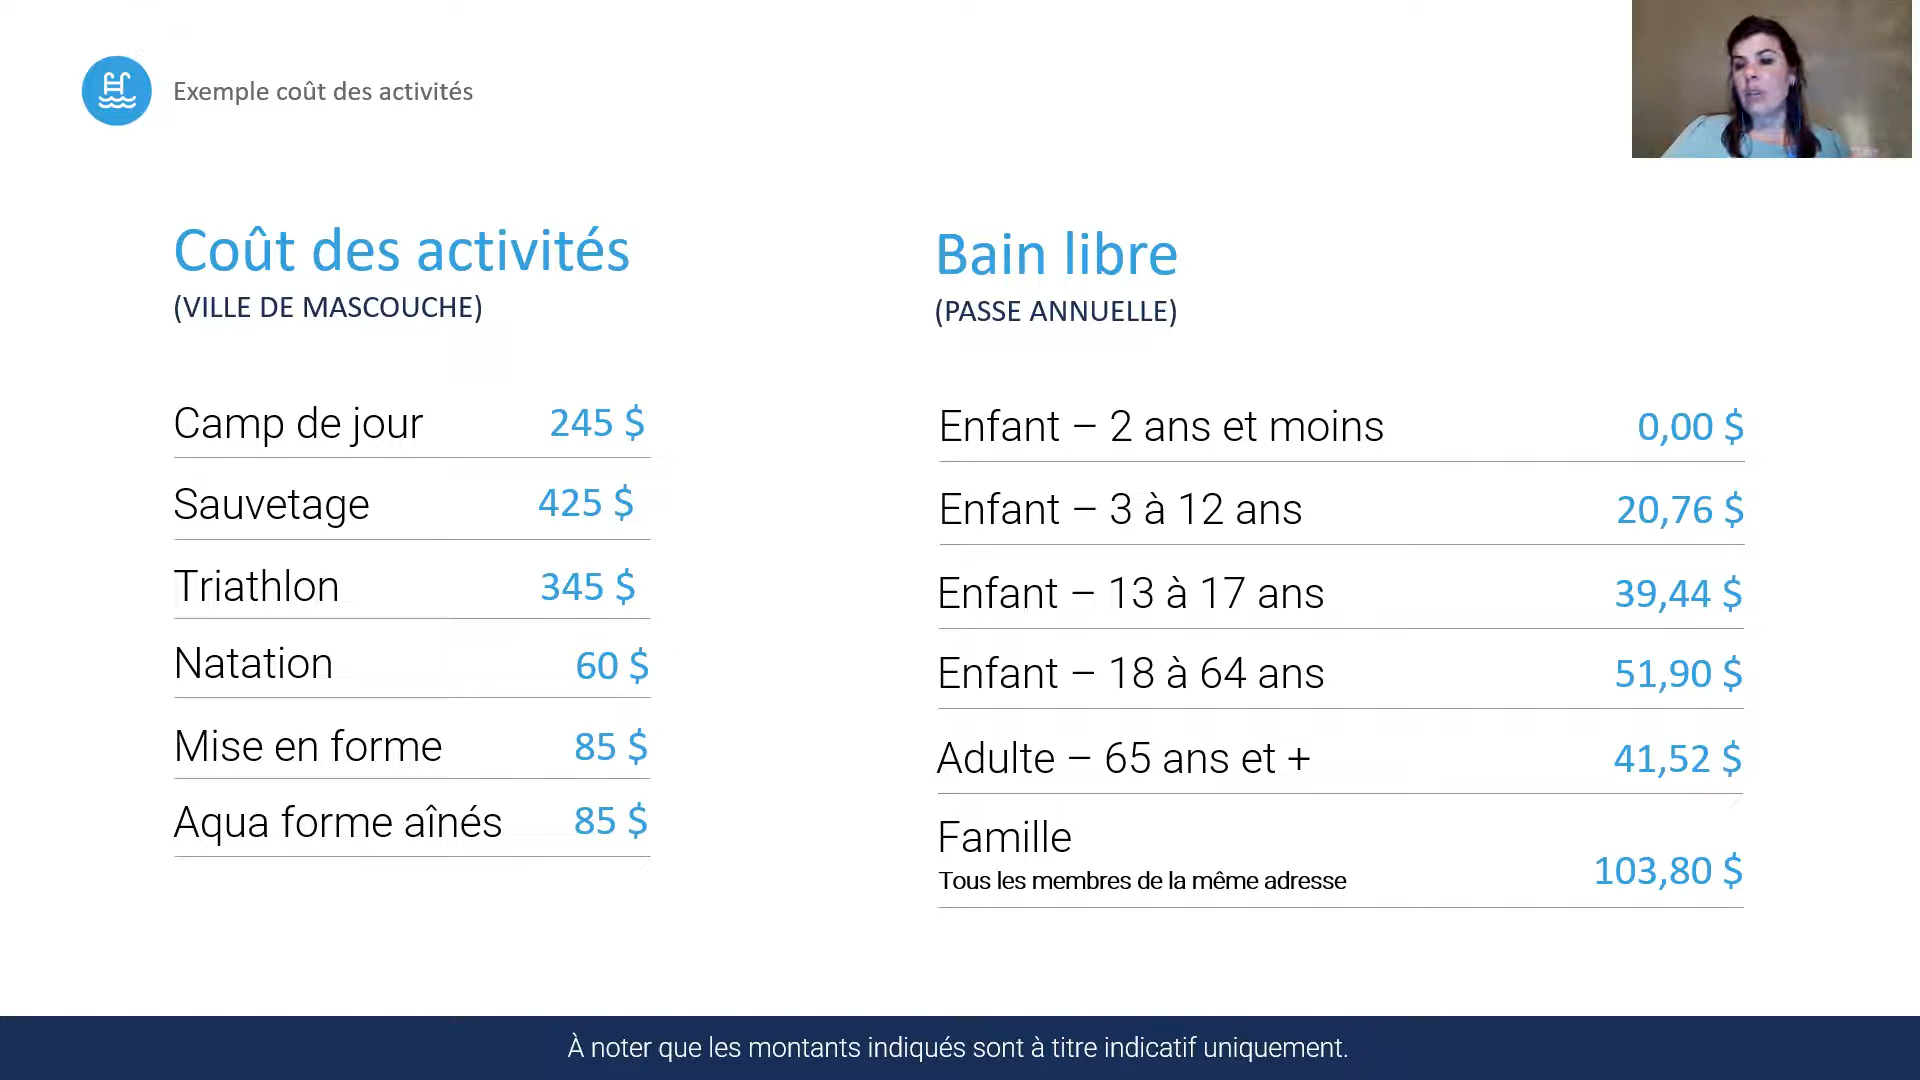 Exemple coût des activités
Coût des activités
(VILLE DE MASCOUCHE)
Camp de jour 245 $
Sauvetage 425 $
Triathlon 345 $
Natation 60 $
Mise en forme 85 $
Aqua forme aînés 85 $
Bain libre
(PASSE ANNUELLE)
Enfant – 2 ans et moins 0,00 $
Enfant – 3 à 12 ans 20,76 $
Enfant – 13 à 17 ans 39,44 $
Enfant – 18 à 64 ans 51,90 $
Adulte – 65 ans et + 41,52 $
Famille
Tous les membres de la même adresse 103,80 $
À noter que les montants indiqués sont à titre indicatif uniquement.